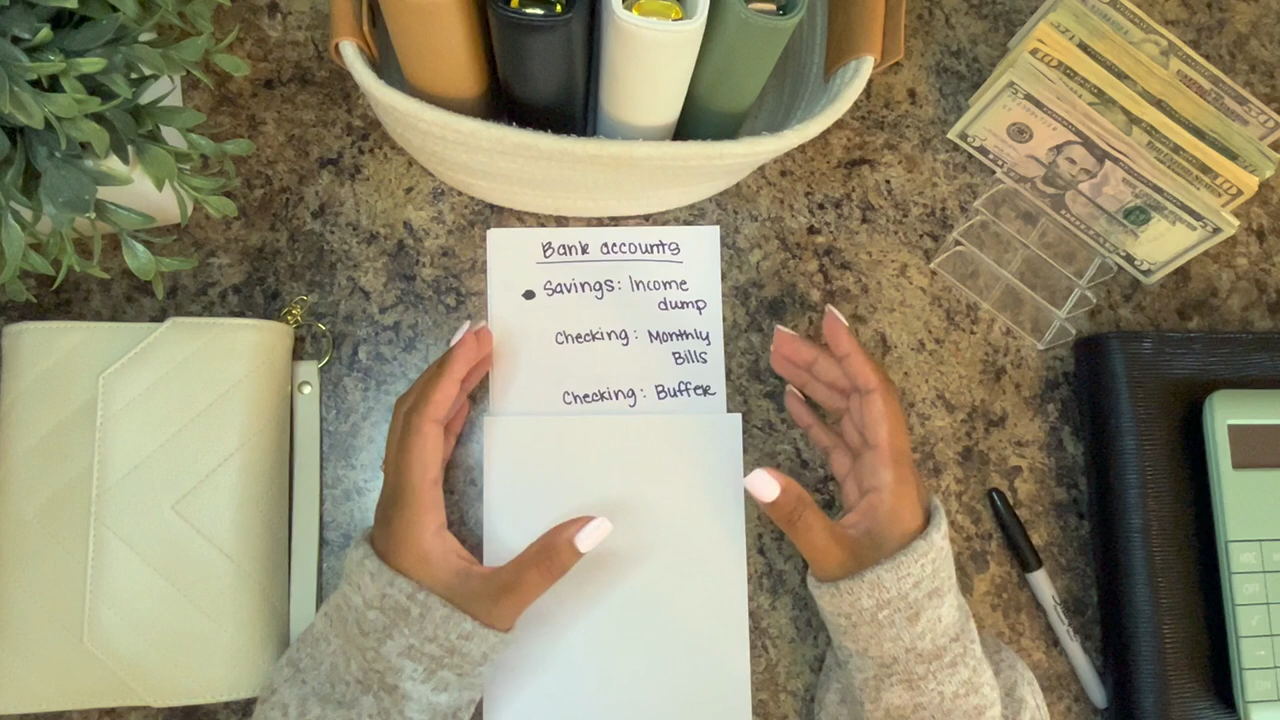 Bank accounts
Savings: Income
dump
Checking: Monthly
Bills
Checking: Buffer